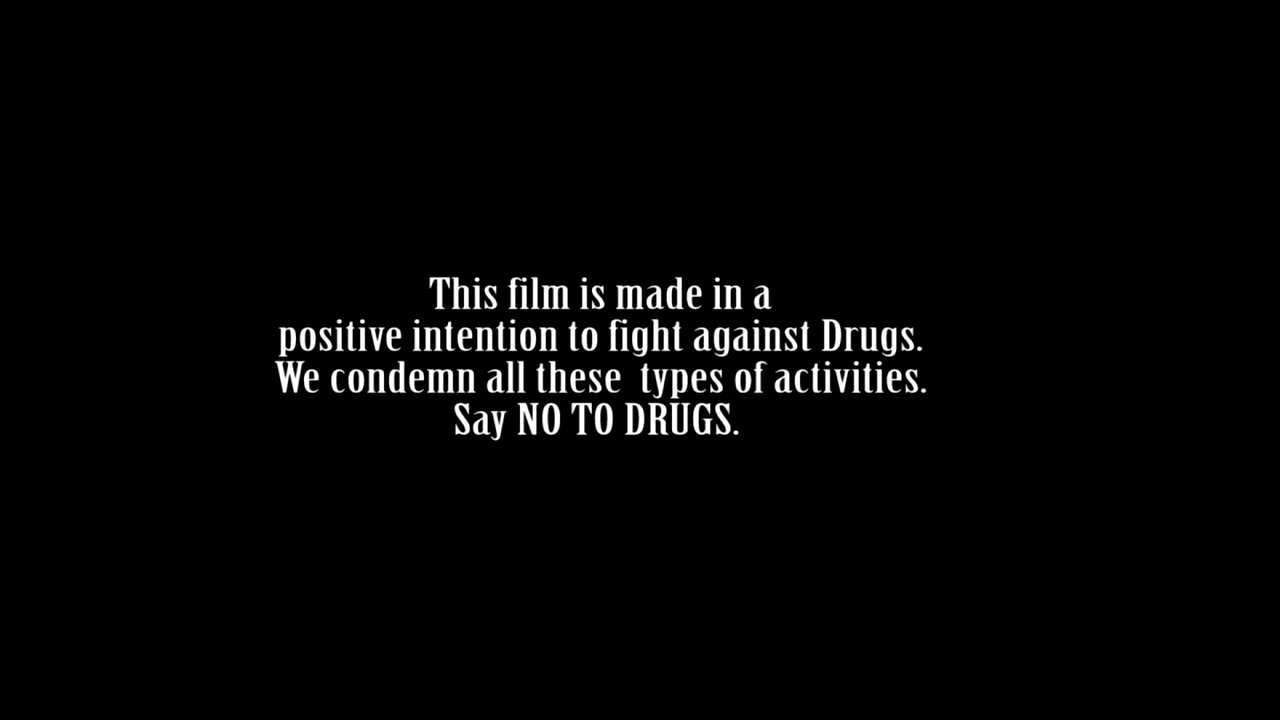 This film is made in a
positive intention to fight against Drugs.
We condemn all these  types of activities.
Say NO TO DRUGS.